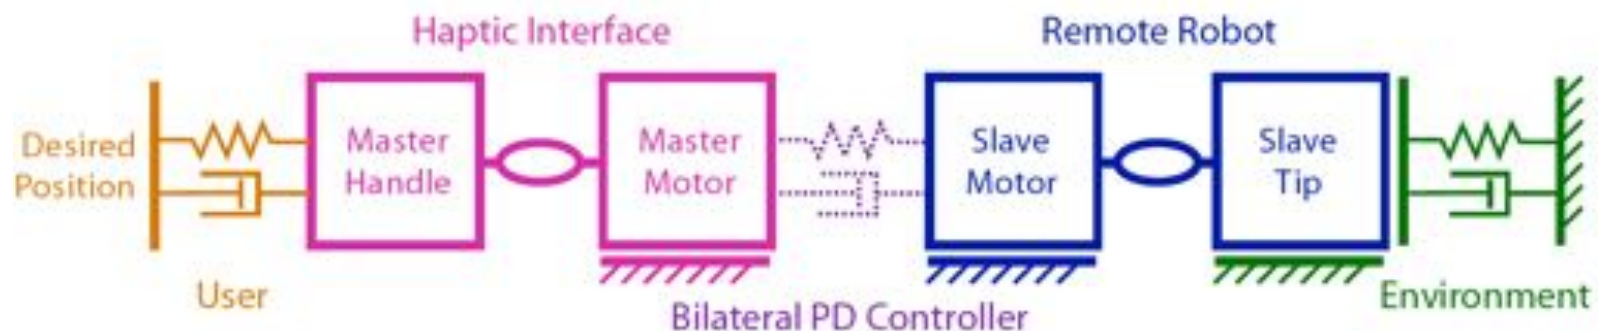 Haptic Interface
Remote Robot
Desired
Position
Master
Handle
Master
Motor
Slave
Motor
Slave
Tip
User
Bilateral PD Controller
Environment